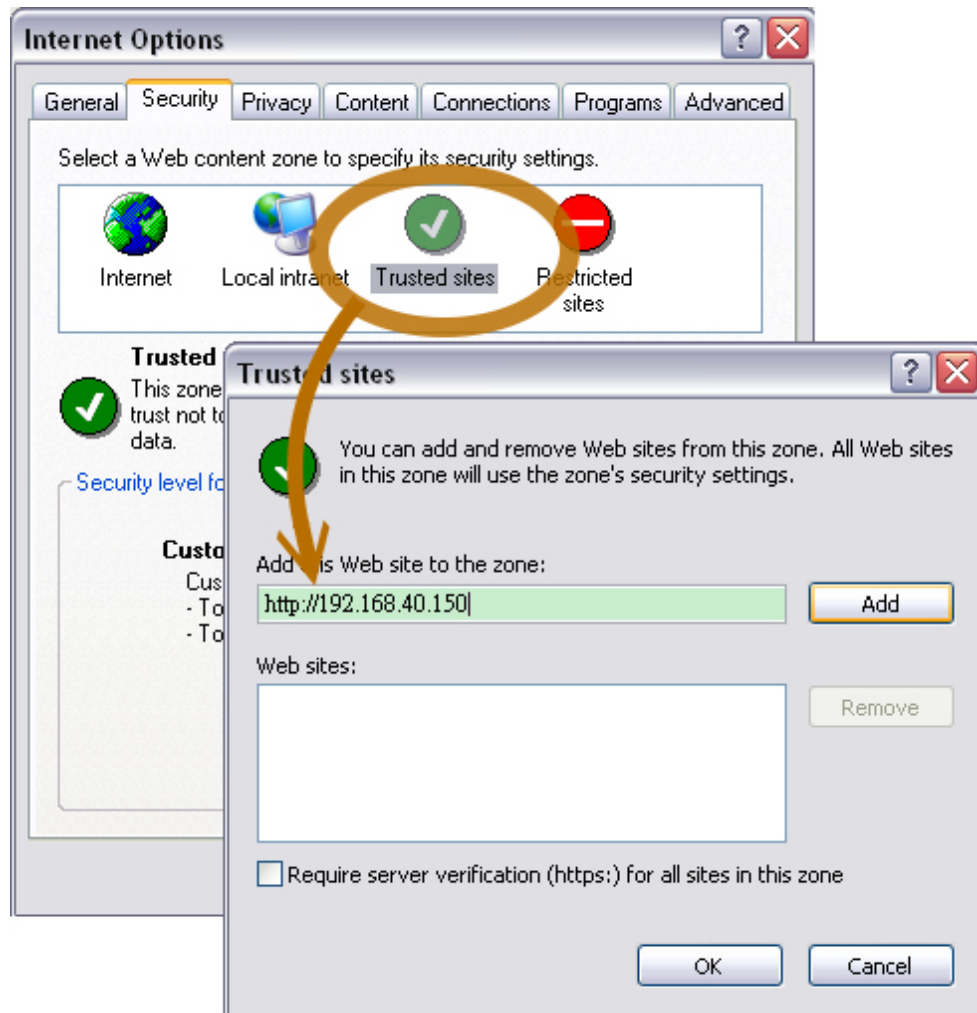 Internet Options
General Security Privacy Content Connections Programs Advanced
Select a Web content zone to specify its security settings.
Internet Local intranet Trusted sites Restricted
sites
Trusted
This zone
trust not to
data.
Security level fo
Custo
Cus
- To
- To
Trusted sites
You can add and remove Web sites from this zone. All Web sites
in this zone will use the zone's security settings.
Add this Web site to the zone:
http://192.168.40.150
Add
Web sites:
Remove
Require server verification (https:) for all sites in this zone
OK Cancel